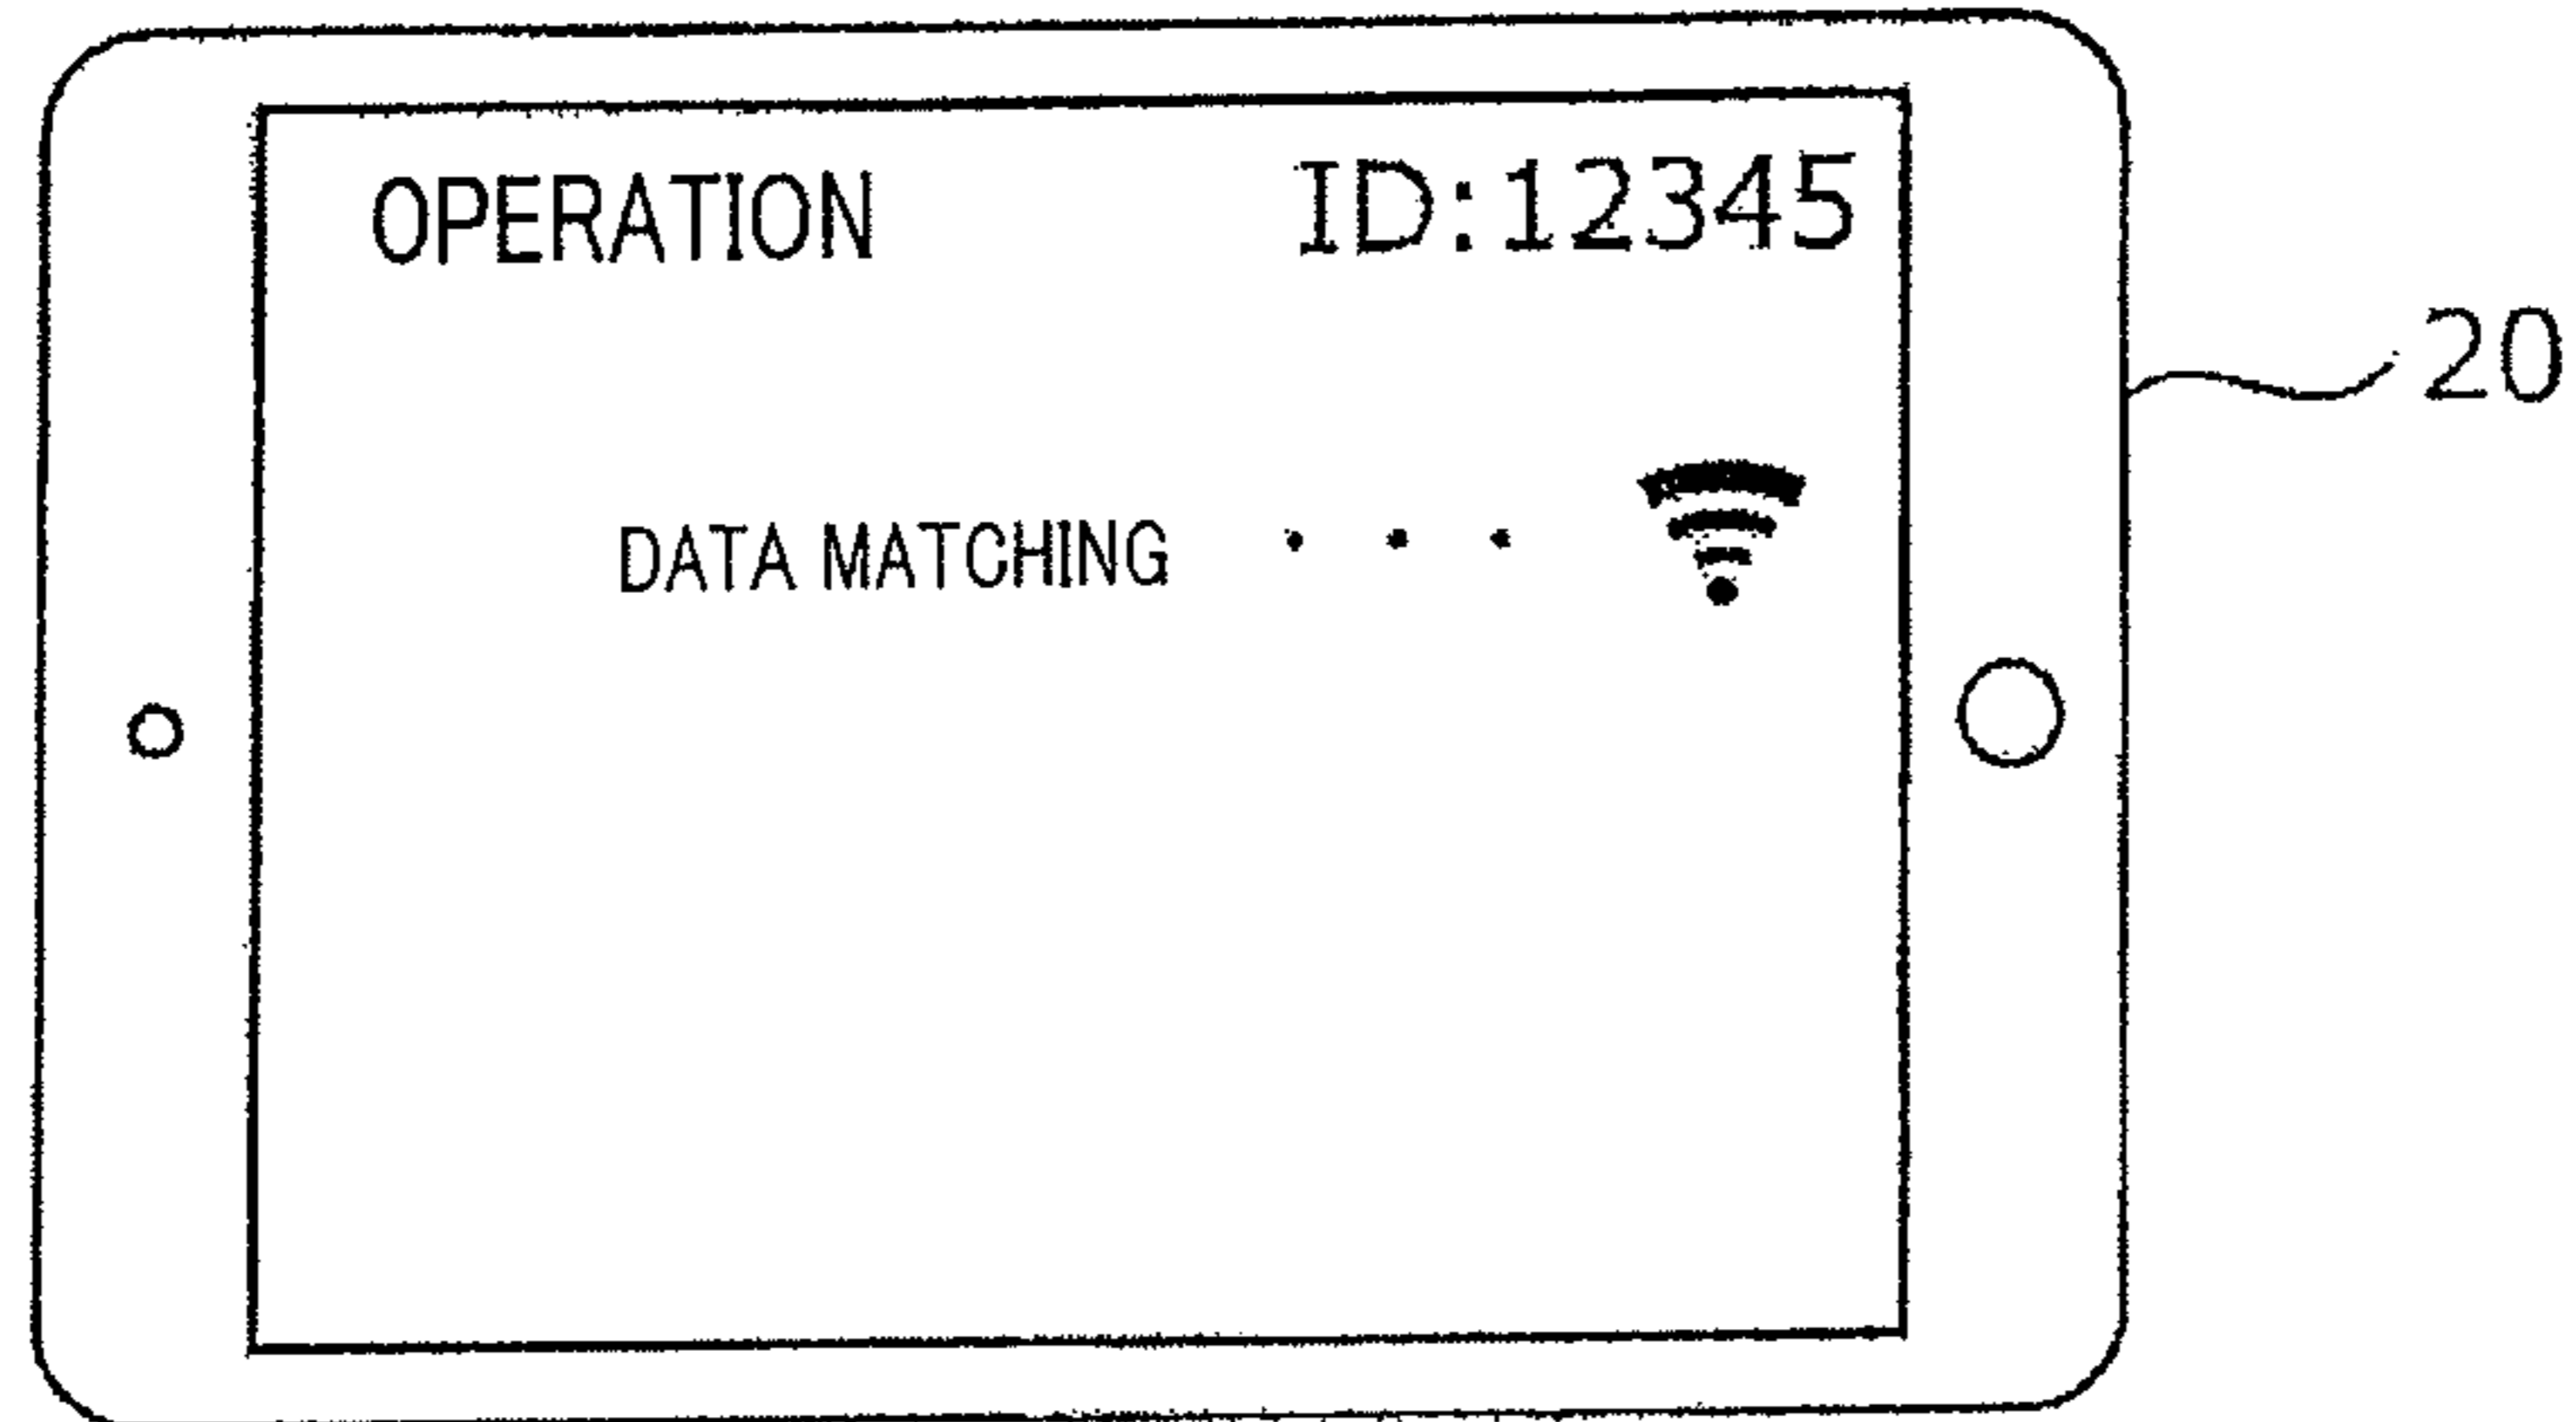 OPERATION ID:12345
20
DATA MATCHING . . .